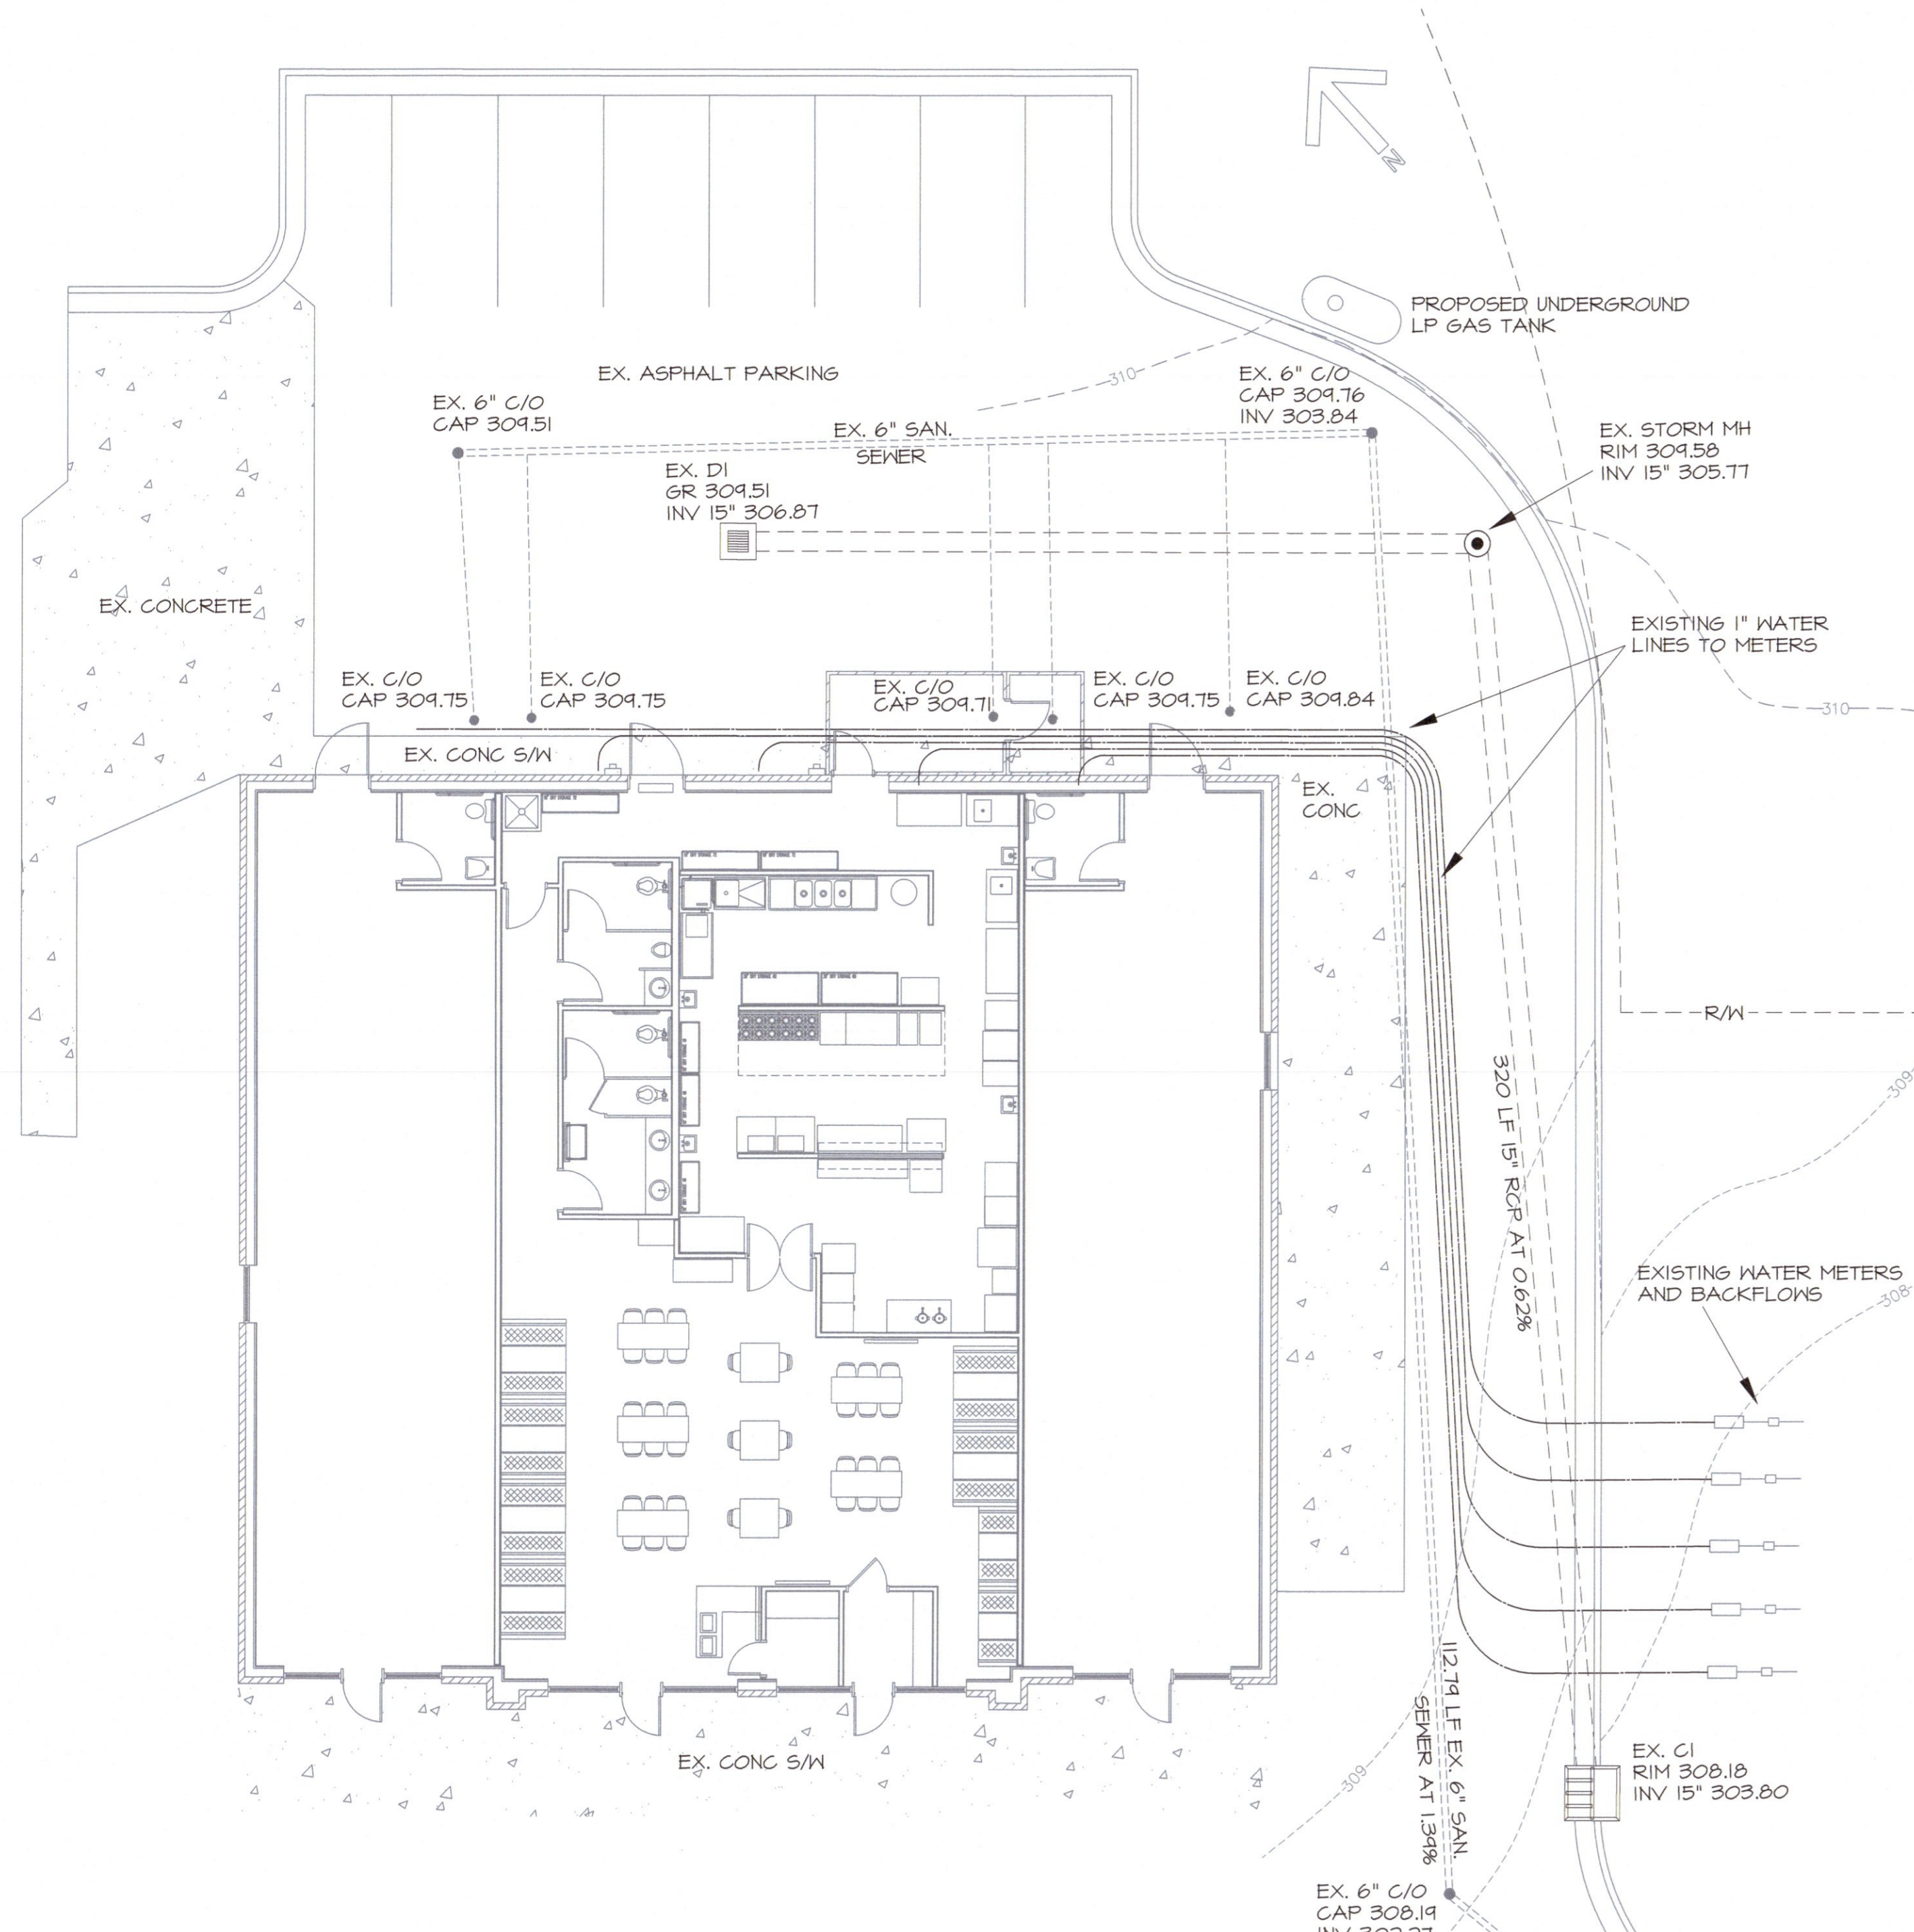 N
PROPOSED UNDERGROUND
LP GAS TANK
310
EX. ASPHALT PARKING
EX. 6" C/O
CAP 309.76
INV 303.84
EX. 6" C/O
CAP 309.51
EX. 6" SAN.
SEWER
EX. STORM MH
RIM 309.58
INV 15" 305.77
EX. DI
GR 309.51
INV 15" 306.87
EX. CONCRETE
EXISTING 1" WATER
LINES TO METERS
EX. C/O
CAP 309.75
EX. C/O
CAP 309.75
EX. C/O
CAP 309.71
EX. C/O
CAP 309.75
EX. C/O
CAP 309.84
310
EX. CONC S/W
EX.
CONC
R/W
309
320 LF 15" RCP AT 0.62%
EXISTING WATER METERS
AND BACKFLOWS
308
112.79 LF EX. 6" SAN.
SEWER AT 1.39%
EX. CONC S/W
309
EX. CI
RIM 308.18
INV 15" 303.80
EX. 6" C/O
CAP 308.19